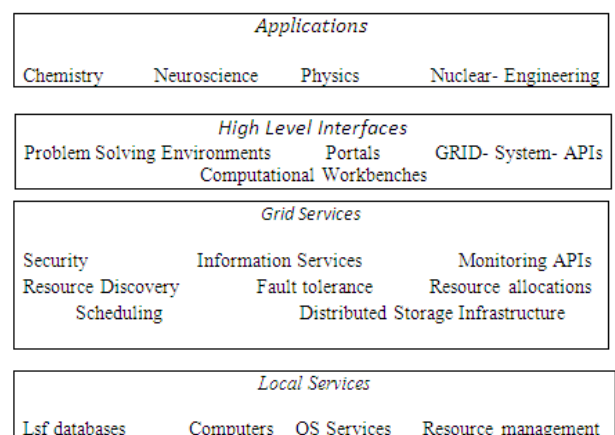 Applications
Chemistry Neuroscience Physics Nuclear- Engineering
High Level Interfaces
Problem Solving Environments Portals GRID- System- APIs
Computational Workbenches
Grid Services
Security Information Services Monitoring APIs
Resource Discovery Fault tolerance Resource allocations
Scheduling Distributed Storage Infrastructure
Local Services
Lsf databases Computers OS Services Resource management